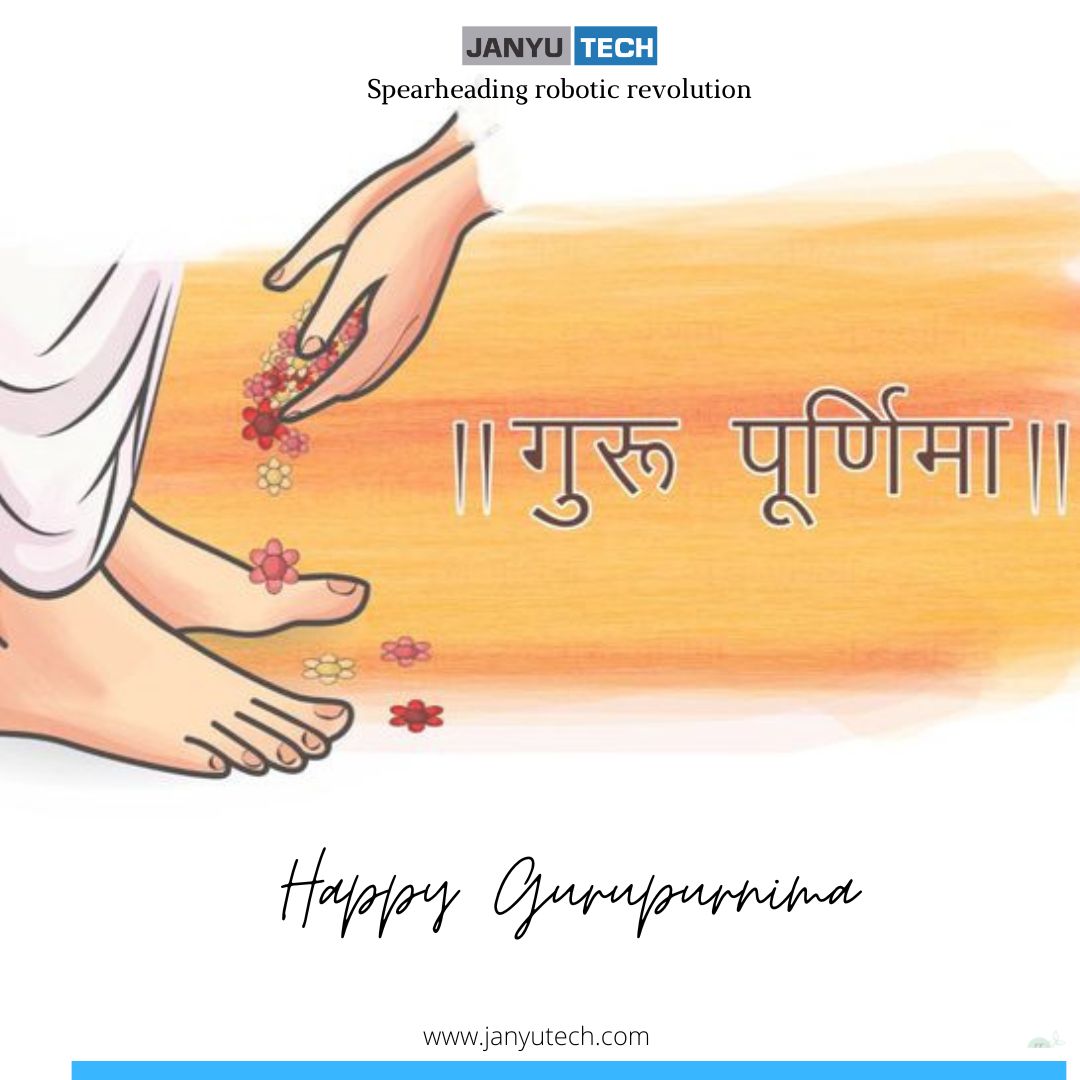 JANYU TECH
Spearheading robotic revolution
॥ गुरू पूर्णिमा ॥
Happy Gurupurnima
www.janyutech.com